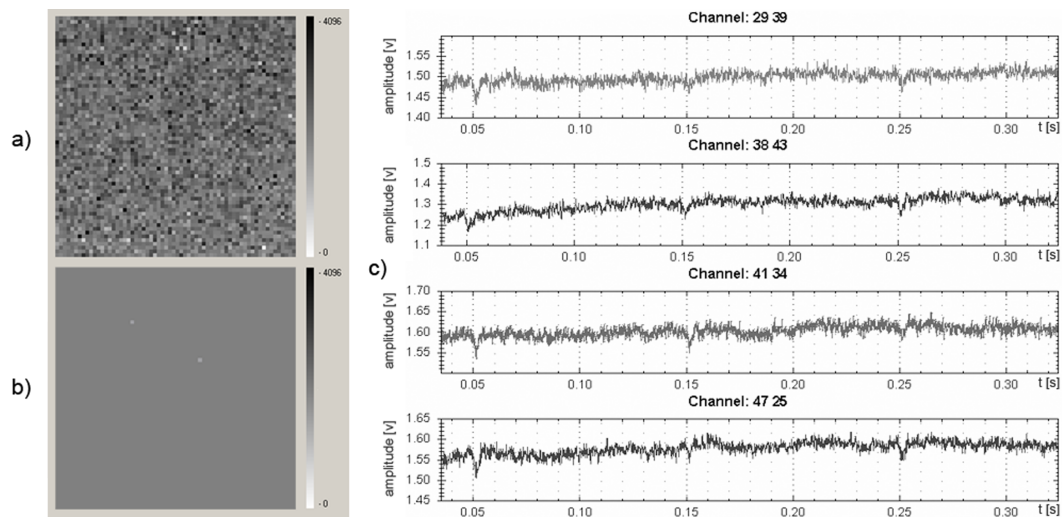 a)
- 4096
- 0
b)
- 4096
- 0
c)
Channel: 29 39
amplitude [v]
1.55
1.50
1.45
1.40
0.05 0.10 0.15 0.20 0.25 0.30
t [s]
Channel: 38 43
amplitude [v]
1.5
1.4
1.3
1.2
1.1
0.05 0.10 0.15 0.20 0.25 0.30
t [s]
Channel: 41 34
amplitude [v]
1.70
1.65
1.60
1.55
0.05 0.10 0.15 0.20 0.25 0.30
t [s]
Channel: 47 25
amplitude [v]
1.65
1.60
1.55
1.50
1.45
0.05 0.10 0.15 0.20 0.25 0.30
t [s]